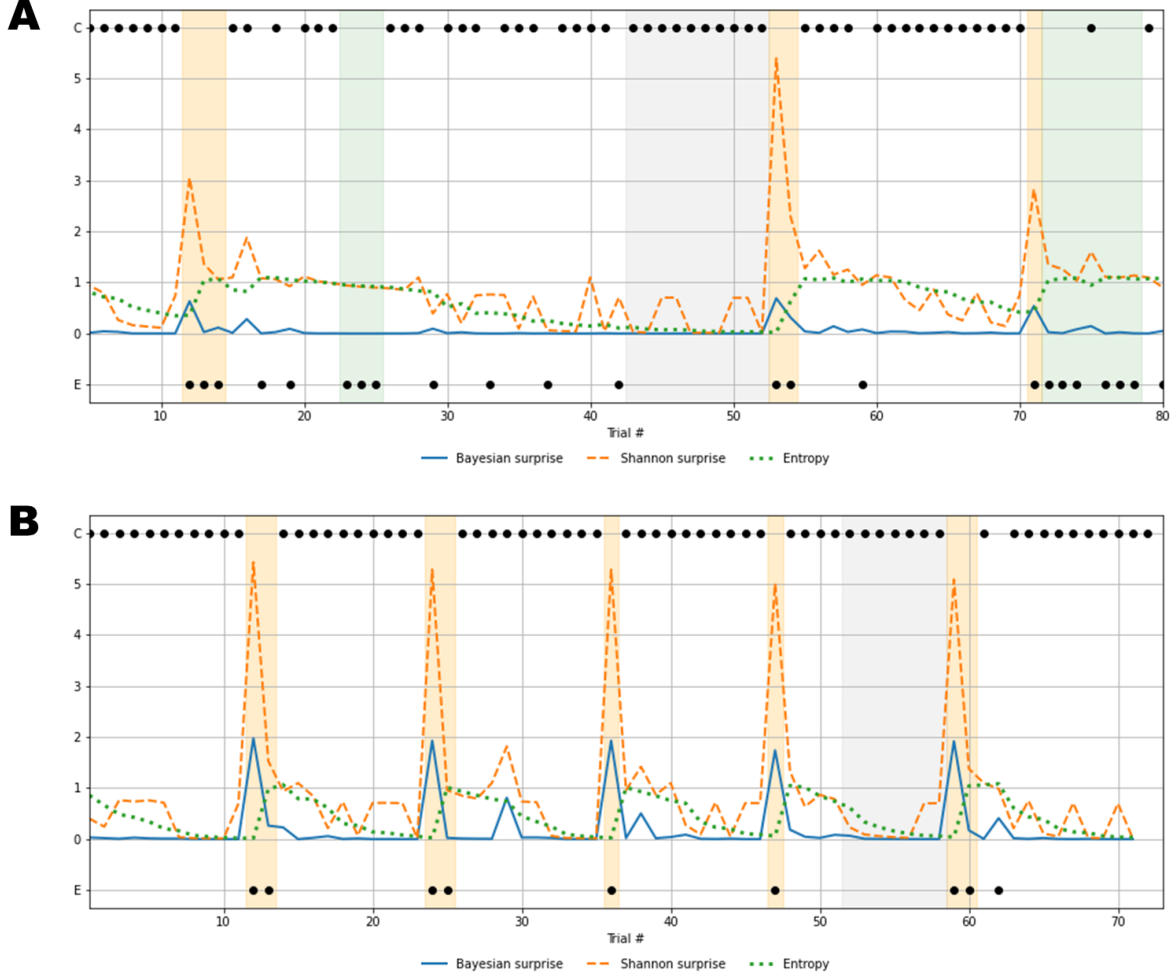 A
C
5
4
3
2
1
0
E
10 20 30 40 50 60 70 80
Trial #
Bayesian surprise Shannon surprise Entropy
B
C
5
4
3
2
1
0
E
10 20 30 40 50 60 70
Trial #
Bayesian surprise Shannon surprise Entropy